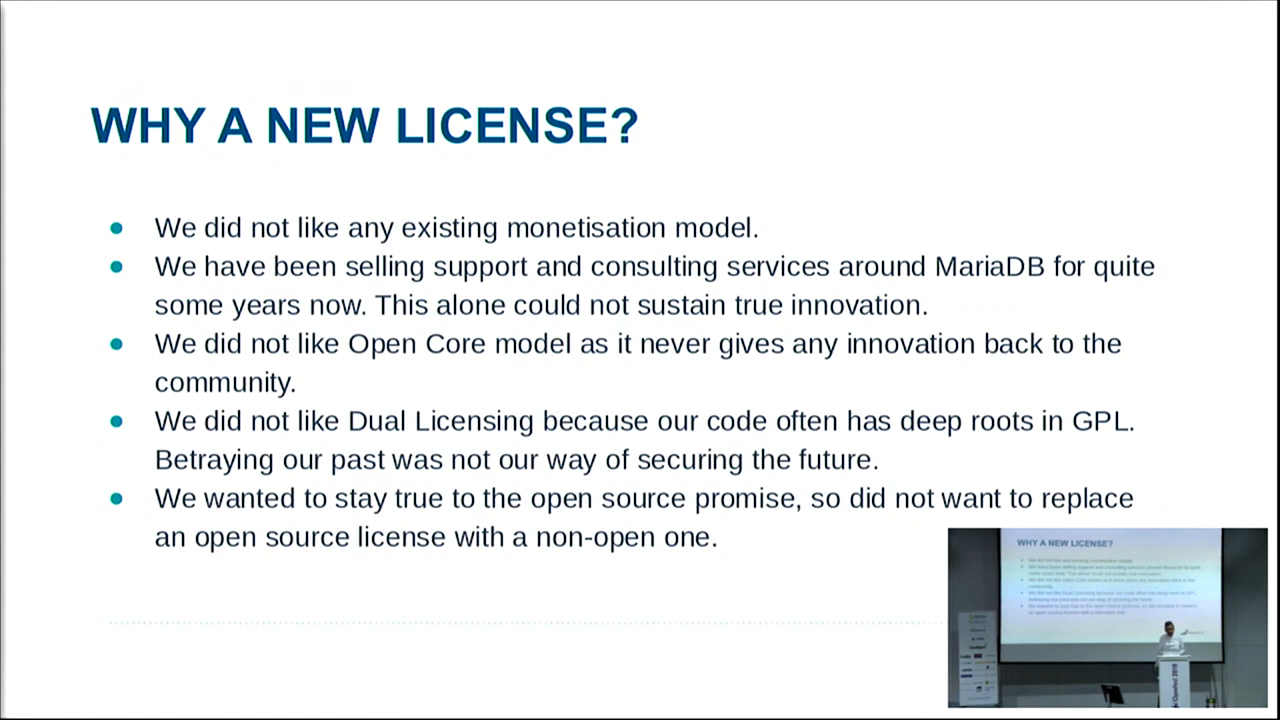 WHY A NEW LICENSE?
We did not like any existing monetisation model.
We have been selling support and consulting services around MariaDB for quite
some years now. This alone could not sustain true innovation.
We did not like Open Core model as it never gives any innovation back to the
community.
We did not like Dual Licensing because our code often has deep roots in GPL.
Betraying our past was not our way of securing the future.
We wanted to stay true to the open source promise, so did not want to replace
an open source license with a non-open one.
WHY A NEW LICENSE?